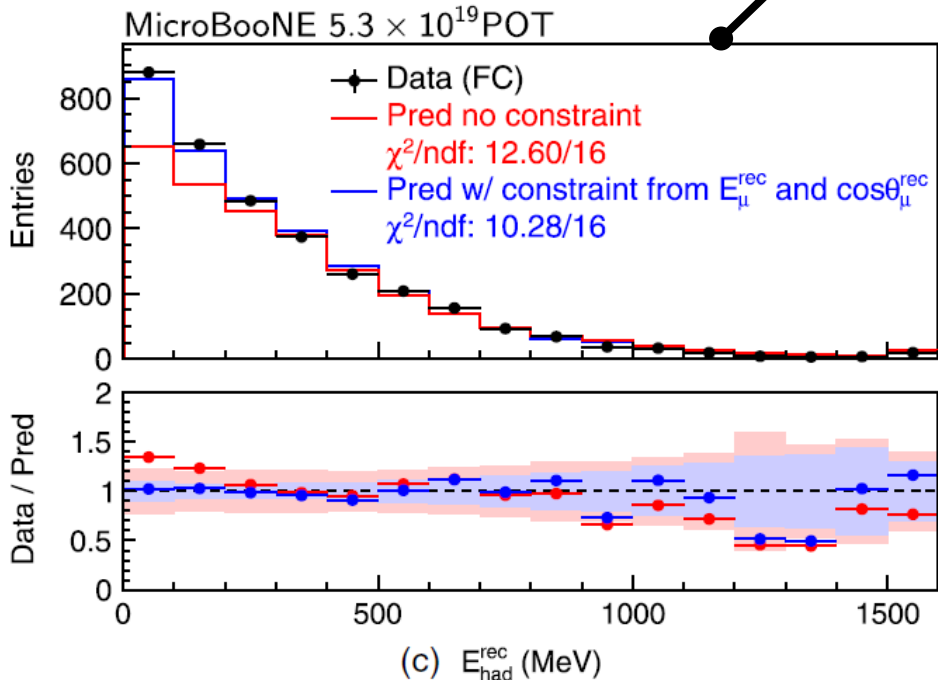 MicroBooNE 5.3 × 10¹⁹POT
Data (FC)
Pred no constraint
χ²/ndf: 12.60/16
Pred w/ constraint from E_μ^rec and cosθ_μ^rec
χ²/ndf: 10.28/16
Entries
800
600
400
200
0
Data / Pred
2
1.5
1
0.5
0
0 500 1000 1500
(c) E_had^rec (MeV)